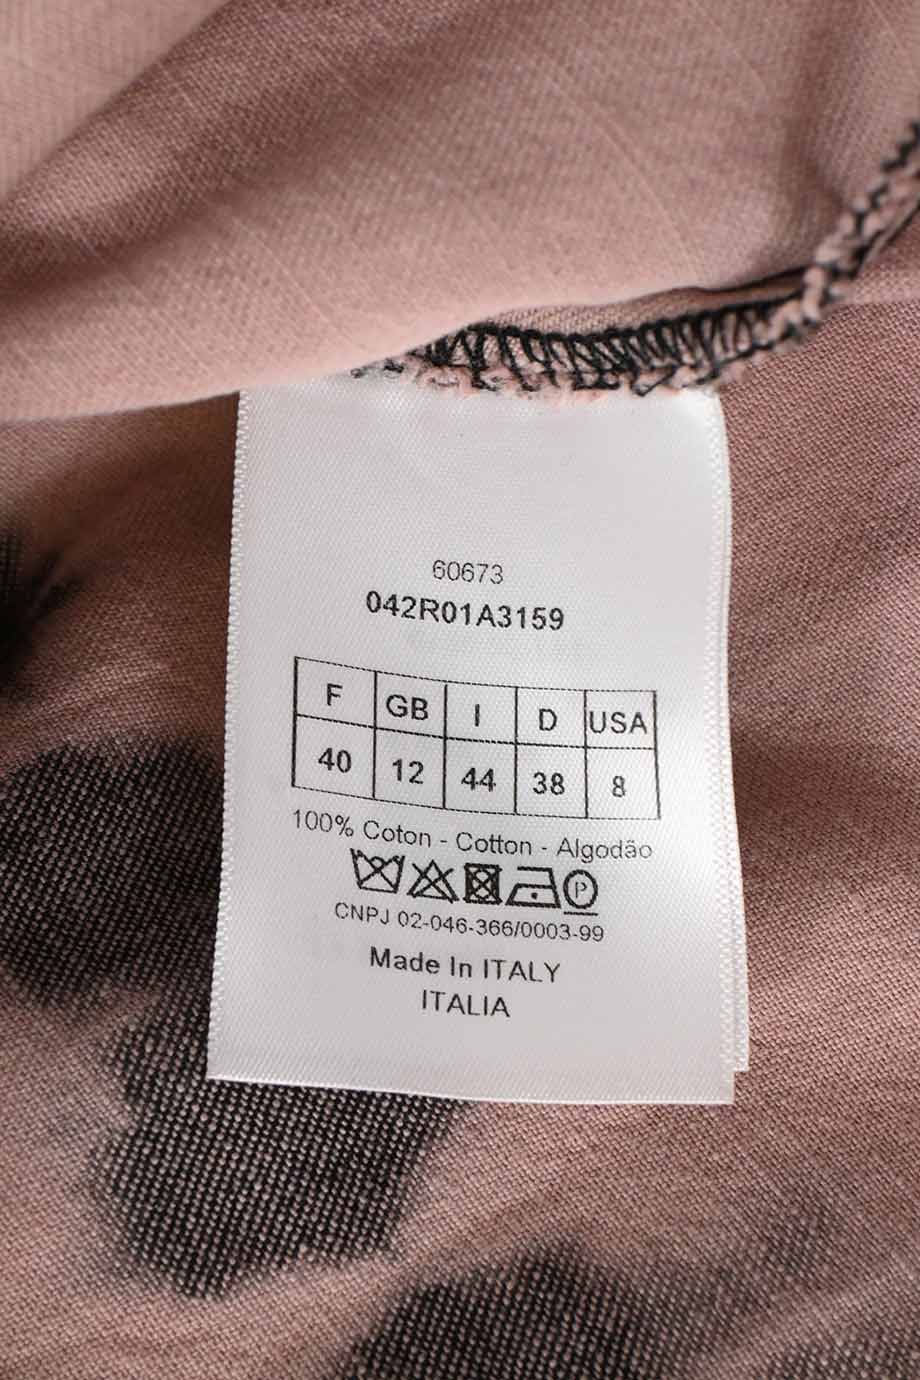 60673
042R01A3159
F GB I D USA
40 12 44 38 8
100% Coton - Cotton - Algodão
P
CNPJ 02-046-366/0003-99
Made In ITALY
ITALIA